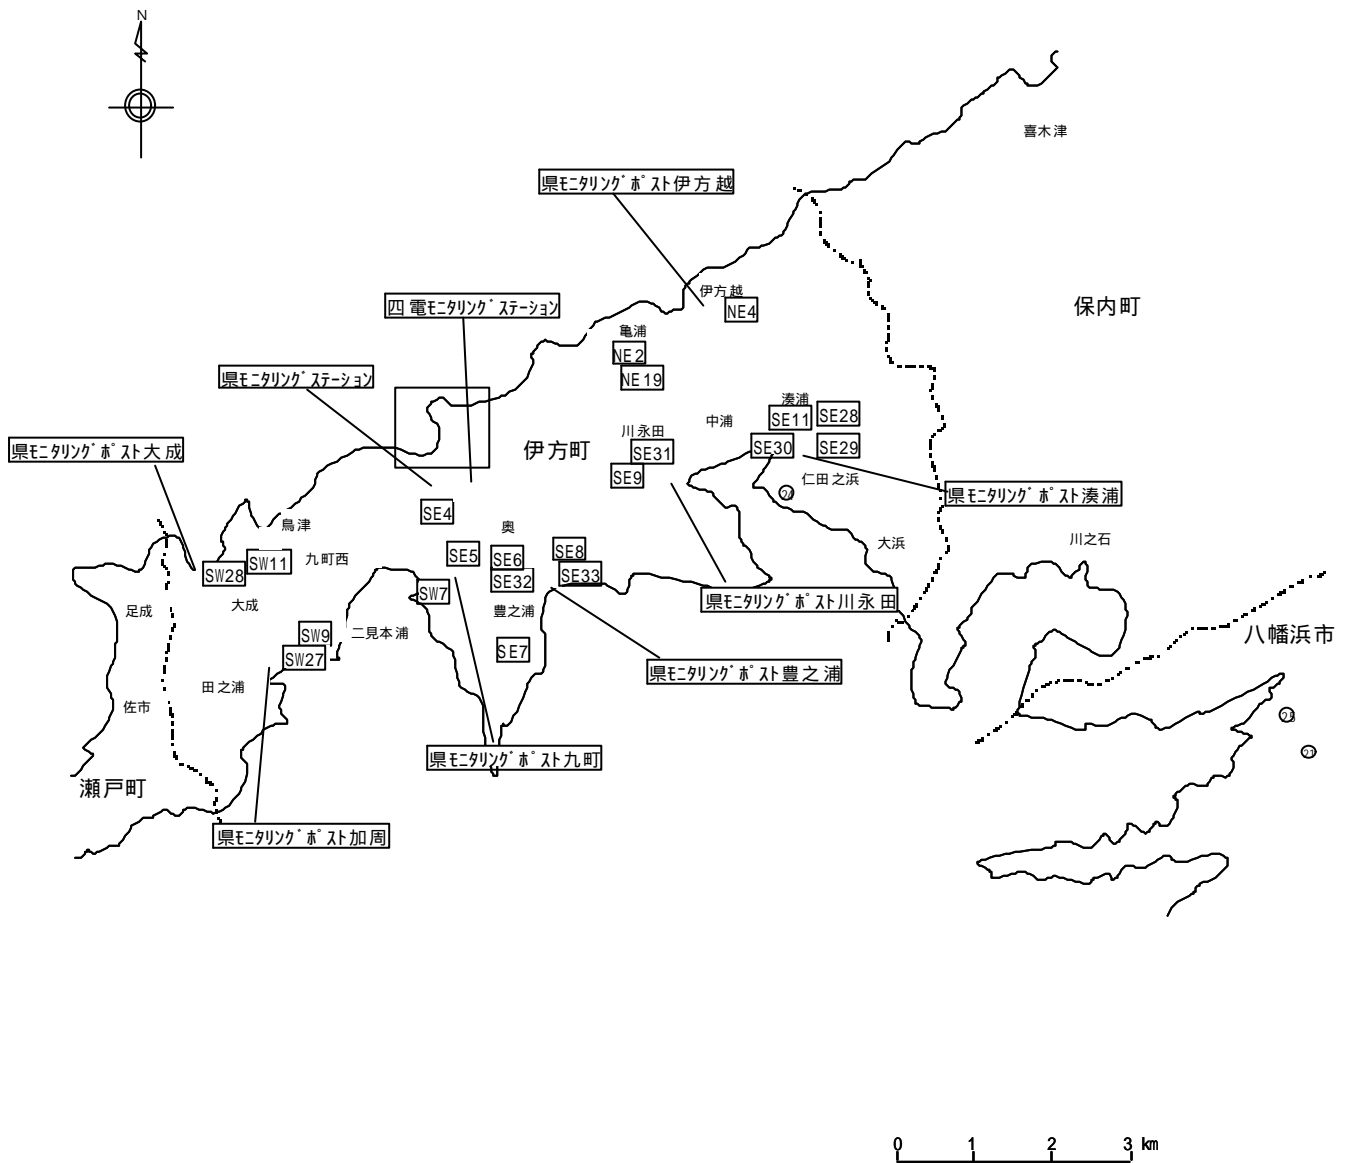 N
喜木津
県モニタリングポスト伊方越
伊方越
NE4
保内町
四電モニタリングステーション
亀浦
NE2
NE19
県モニタリングステーション
湊浦
SE11
SE28
中浦
川永田
伊方町
SE31
SE30
SE29
県モニタリングポスト大成
SE9
仁田之浜
24
県モニタリングポスト湊浦
SE4
鳥津
奥
大浜
川之石
九町西
SW11
SW28
SE5
SE6
SE8
SE32
SE33
SW7
県モニタリングポスト川永田
大成
足成
豊之浦
SW9
二見本浦
八幡浜市
SW27
SE7
県モニタリングポスト豊之浦
田之浦
佐市
25
21
県モニタリングポスト九町
瀬戸町
県モニタリングポスト加周
0 1 2 3 km